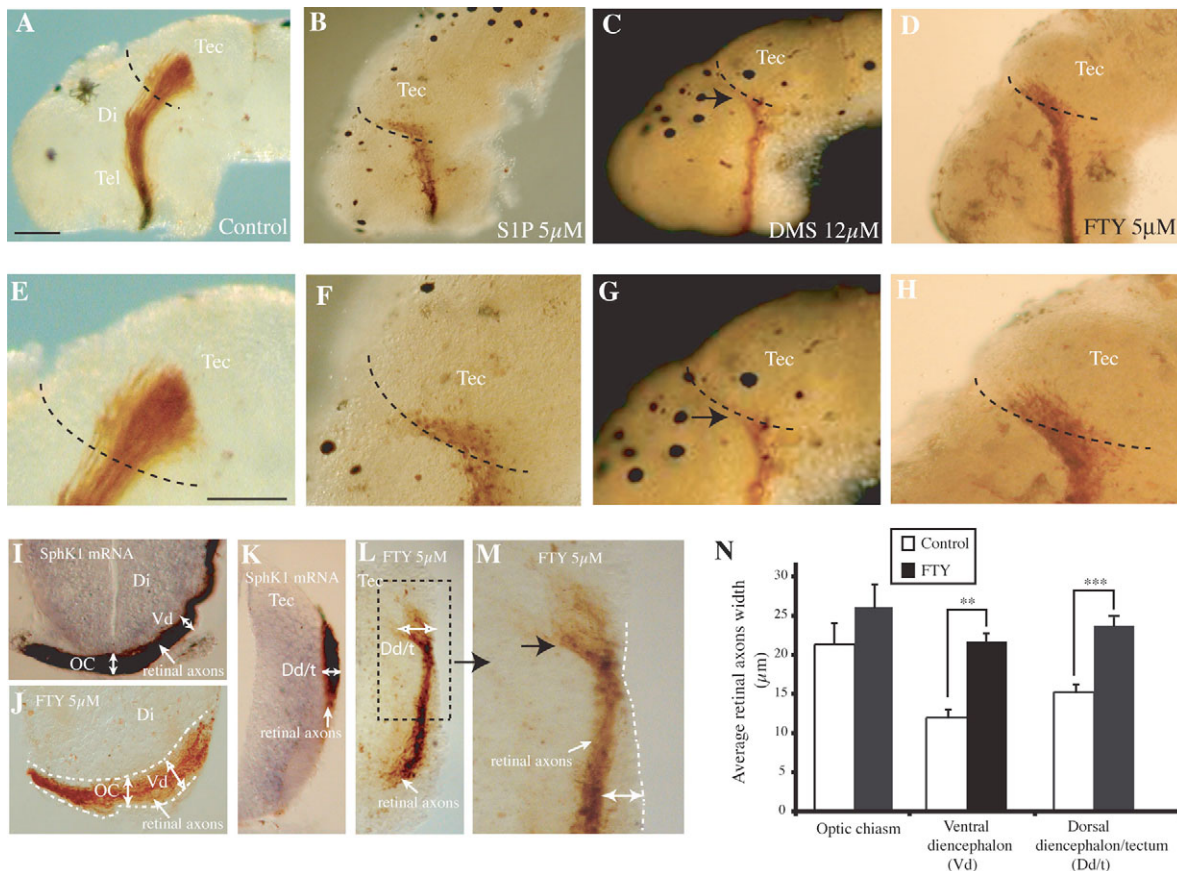 A
Tec
Di
Tel
Control
B
Tec
S1P 5µM
C
Tec
DMS 12µM
D
Tec
FTY 5µM
E
Tec
F
Tec
G
Tec
H
Tec
I
SphK1 mRNA
Di
Vd
OC
retinal axons
J
FTY 5µM
Di
OC
Vd
retinal axons
K
SphK1 mRNA
Tec
Dd/t
retinal axons
L
FTY 5µM
Tec
Dd/t
retinal axons
M
FTY 5µM
retinal axons
N
Control
FTY
Average retinal axons width
(µm)
30
25
20
15
10
5
0
**
***
Optic chiasm
Ventral
diencephalon
(Vd)
Dorsal
diencephalon/tectum
(Dd/t)